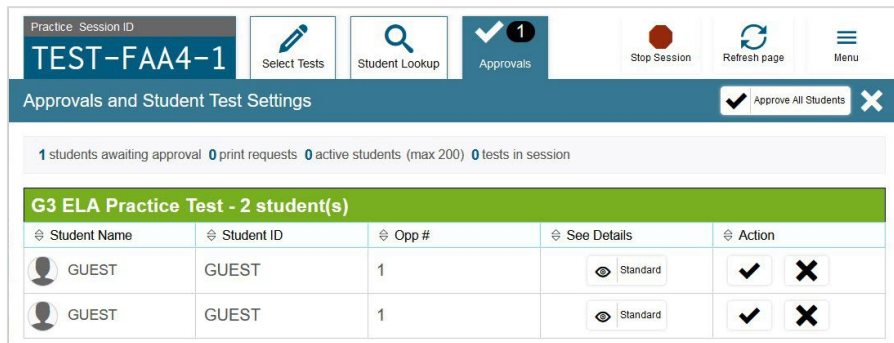 Practice Session ID
TEST-FAA4-1
Select Tests
Student Lookup
1
Approvals
Stop Session
Refresh page
Menu
Approvals and Student Test Settings
Approve All Students
1 students awaiting approval 0 print requests 0 active students (max 200) 0 tests in session
G3 ELA Practice Test - 2 student(s)
Student Name Student ID Opp # See Details Action
GUEST GUEST 1 Standard
GUEST GUEST 1 Standard